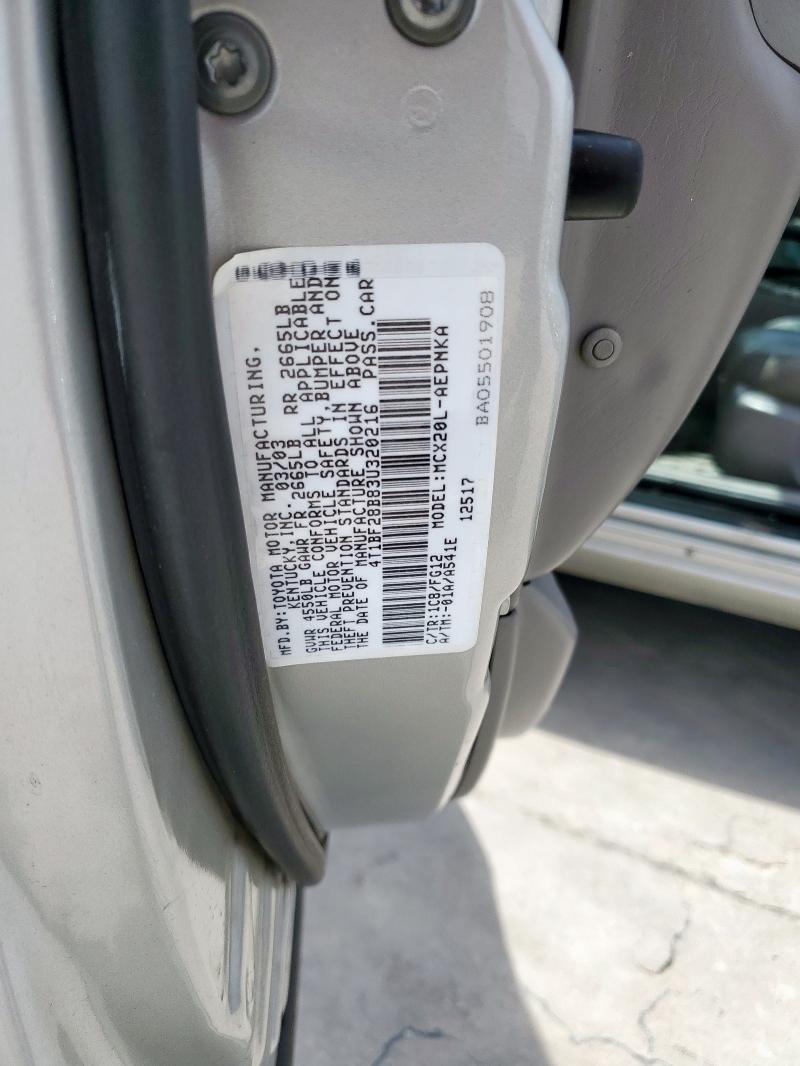 MFD.BY:TOYOTA MOTOR MANUFACTURING,
KENTUCKY,INC. 03/03
GVWR 4550LB GAWR FR 2665LB RR 2665LB
THIS VEHICLE CONFORMS TO ALL APPLICABLE
FEDERAL MOTOR VEHICLE SAFETY,BUMPER AND
THEFT PREVENTION STANDARDS IN EFFECT ON
THE DATE OF MANUFACTURE SHOWN ABOVE
4T1BF28B83U320216 PASS.CAR
C/TR:1C8/FG12 MODEL:MCX20L-AEPNKA
A/TM:-01A/A541E 12517
BA05501908